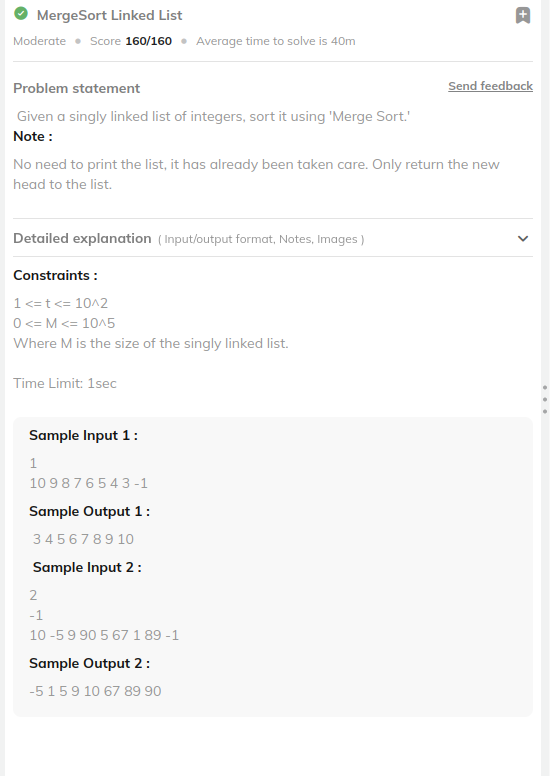 MergeSort Linked List
Moderate • Score 160/160 • Average time to solve is 40m
Problem statement
Send feedback
Given a singly linked list of integers, sort it using 'Merge Sort.'
Note :
No need to print the list, it has already been taken care. Only return the new
head to the list.
Detailed explanation ( Input/output format, Notes, Images )
Constraints :
1 <= t <= 10^2
0 <= M <= 10^5
Where M is the size of the singly linked list.
Time Limit: 1sec
Sample Input 1 :
1
10 9 8 7 6 5 4 3 -1
Sample Output 1 :
3 4 5 6 7 8 9 10
Sample Input 2 :
2
-1
10 -5 9 90 5 67 1 89 -1
Sample Output 2 :
-5 1 5 9 10 67 89 90